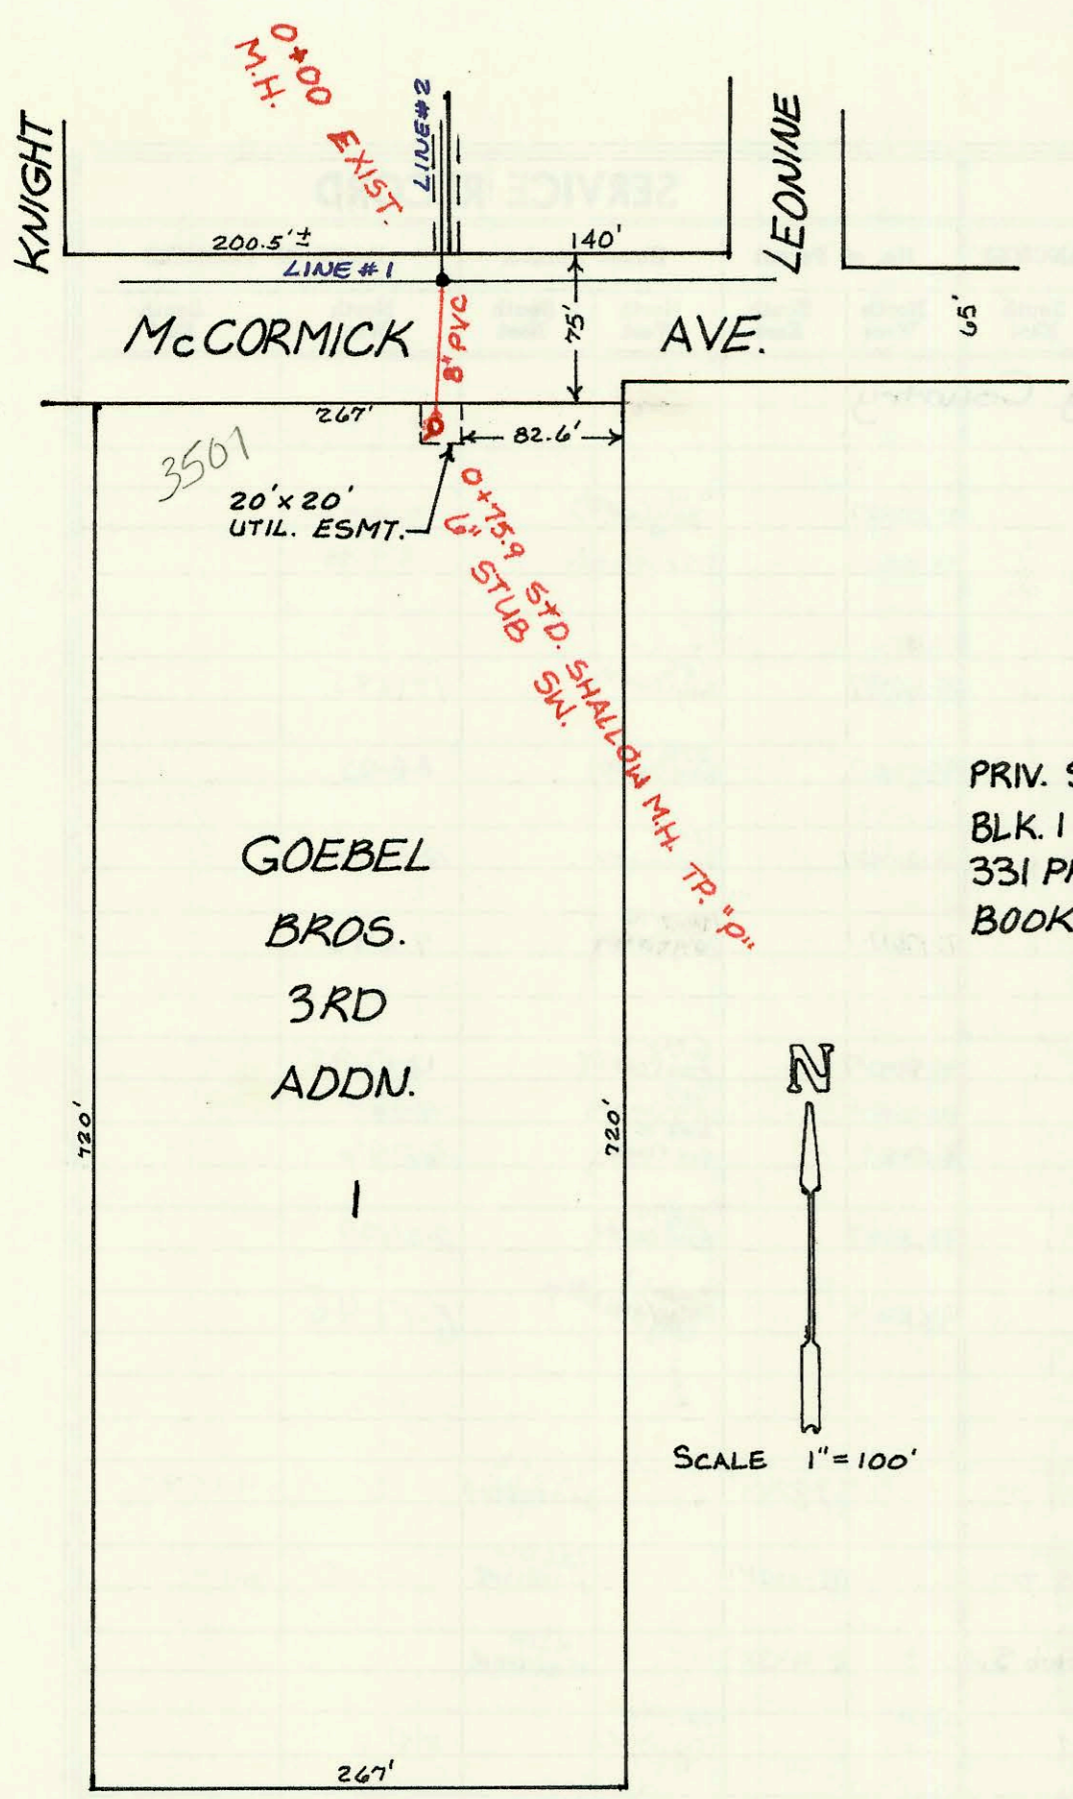 0+00
M.H.
EXIST.
KNIGHT
LINE#2
LEONINE
200.5'±
140'
LINE #1
McCORMICK
AVE.
8" PVC
75'
65'
267'
82.6'
3501
20' x 20'
UTIL. ESMT.
0+75.9 STD. SHALLOW M.H. TP. "P"
6" STUB SW.
PRIV. S
BLK. 1
331 P
BOOK
GOEBEL
BROS.
3RD
ADDN.
1
N
720'
720'
SCALE 1"=100'
267'